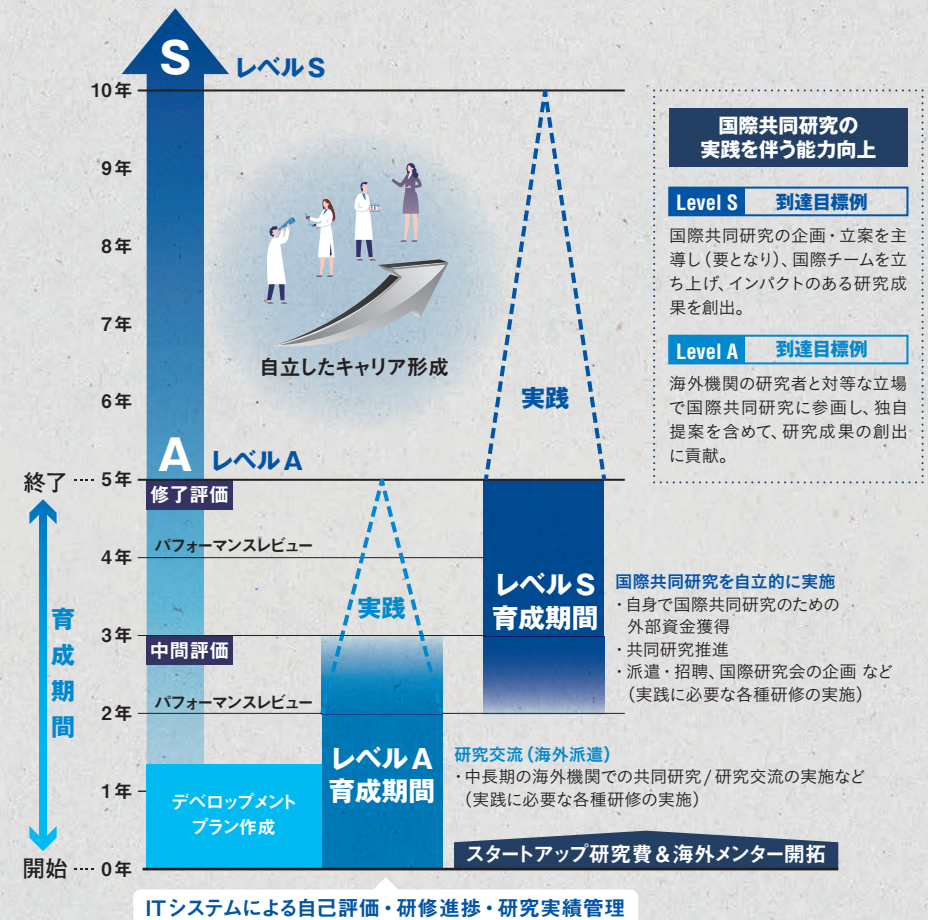 S
レベルS
10年
9年
8年
7年
6年
自立したキャリア形成
実践
国際共同研究の
実践を伴う能力向上
Level S 到達目標例
国際共同研究の企画・立案を主
導し(要となり)、国際チームを立
ち上げ、インパクトのある研究成
果を創出。
Level A 到達目標例
海外機関の研究者と対等な立場
で国際共同研究に参画し、独自
提案を含めて、研究成果の創出
に貢献。
A レベルA
終了 5年
修了評価
パフォーマンスレビュー
4年
実践
3年
中間評価
パフォーマンスレビュー
2年
育成期間
レベルS
育成期間
国際共同研究を自立的に実施
・自身で国際共同研究のための
外部資金獲得
・共同研究推進
・派遣・招聘、国際研究会の企画 など
(実践に必要な各種研修の実施)
レベルA
育成期間
研究交流(海外派遣)
・中長期の海外機関での共同研究/研究交流の実施など
(実践に必要な各種研修の実施)
1年
デベロップメント
プラン作成
スタートアップ研究費&海外メンター開拓
開始 0年
ITシステムによる自己評価・研修進捗・研究実績管理